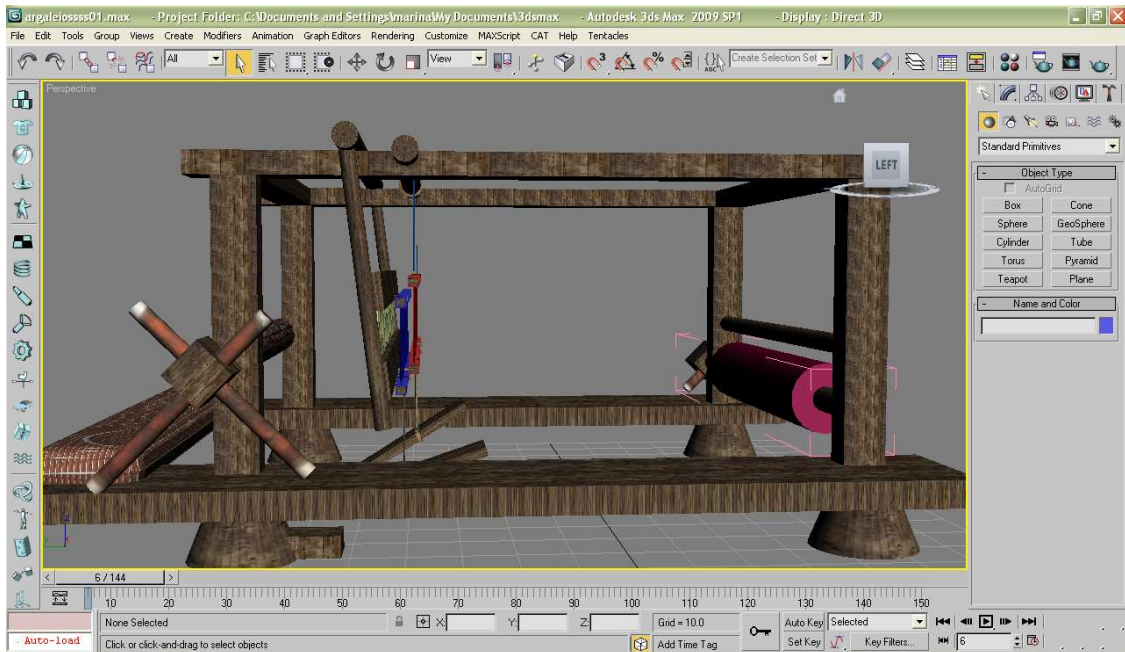 argaleiossss01.max - Project Folder: C:\Documents and Settings\marina\My Documents\3dsmax - Autodesk 3ds Max 2009 SP1 - Display : Direct 3D
File Edit Tools Group Views Create Modifiers Animation Graph Editors Rendering Customize MAXScript CAT Help Tentacles
All View Create Selection Set
Perspective
LEFT
Standard Primitives
- Object Type
AutoGrid
Box Cone
Sphere GeoSphere
Cylinder Tube
Torus Pyramid
Teapot Plane
- Name and Color
< 6 / 144 >
10 20 30 40 50 60 70 80 90 100 110 120 130 140 150
None Selected X: Y: Z: Grid = 10.0 Auto Key Selected
Auto-load Click or click-and-drag to select objects Add Time Tag Set Key Key Filters... 6